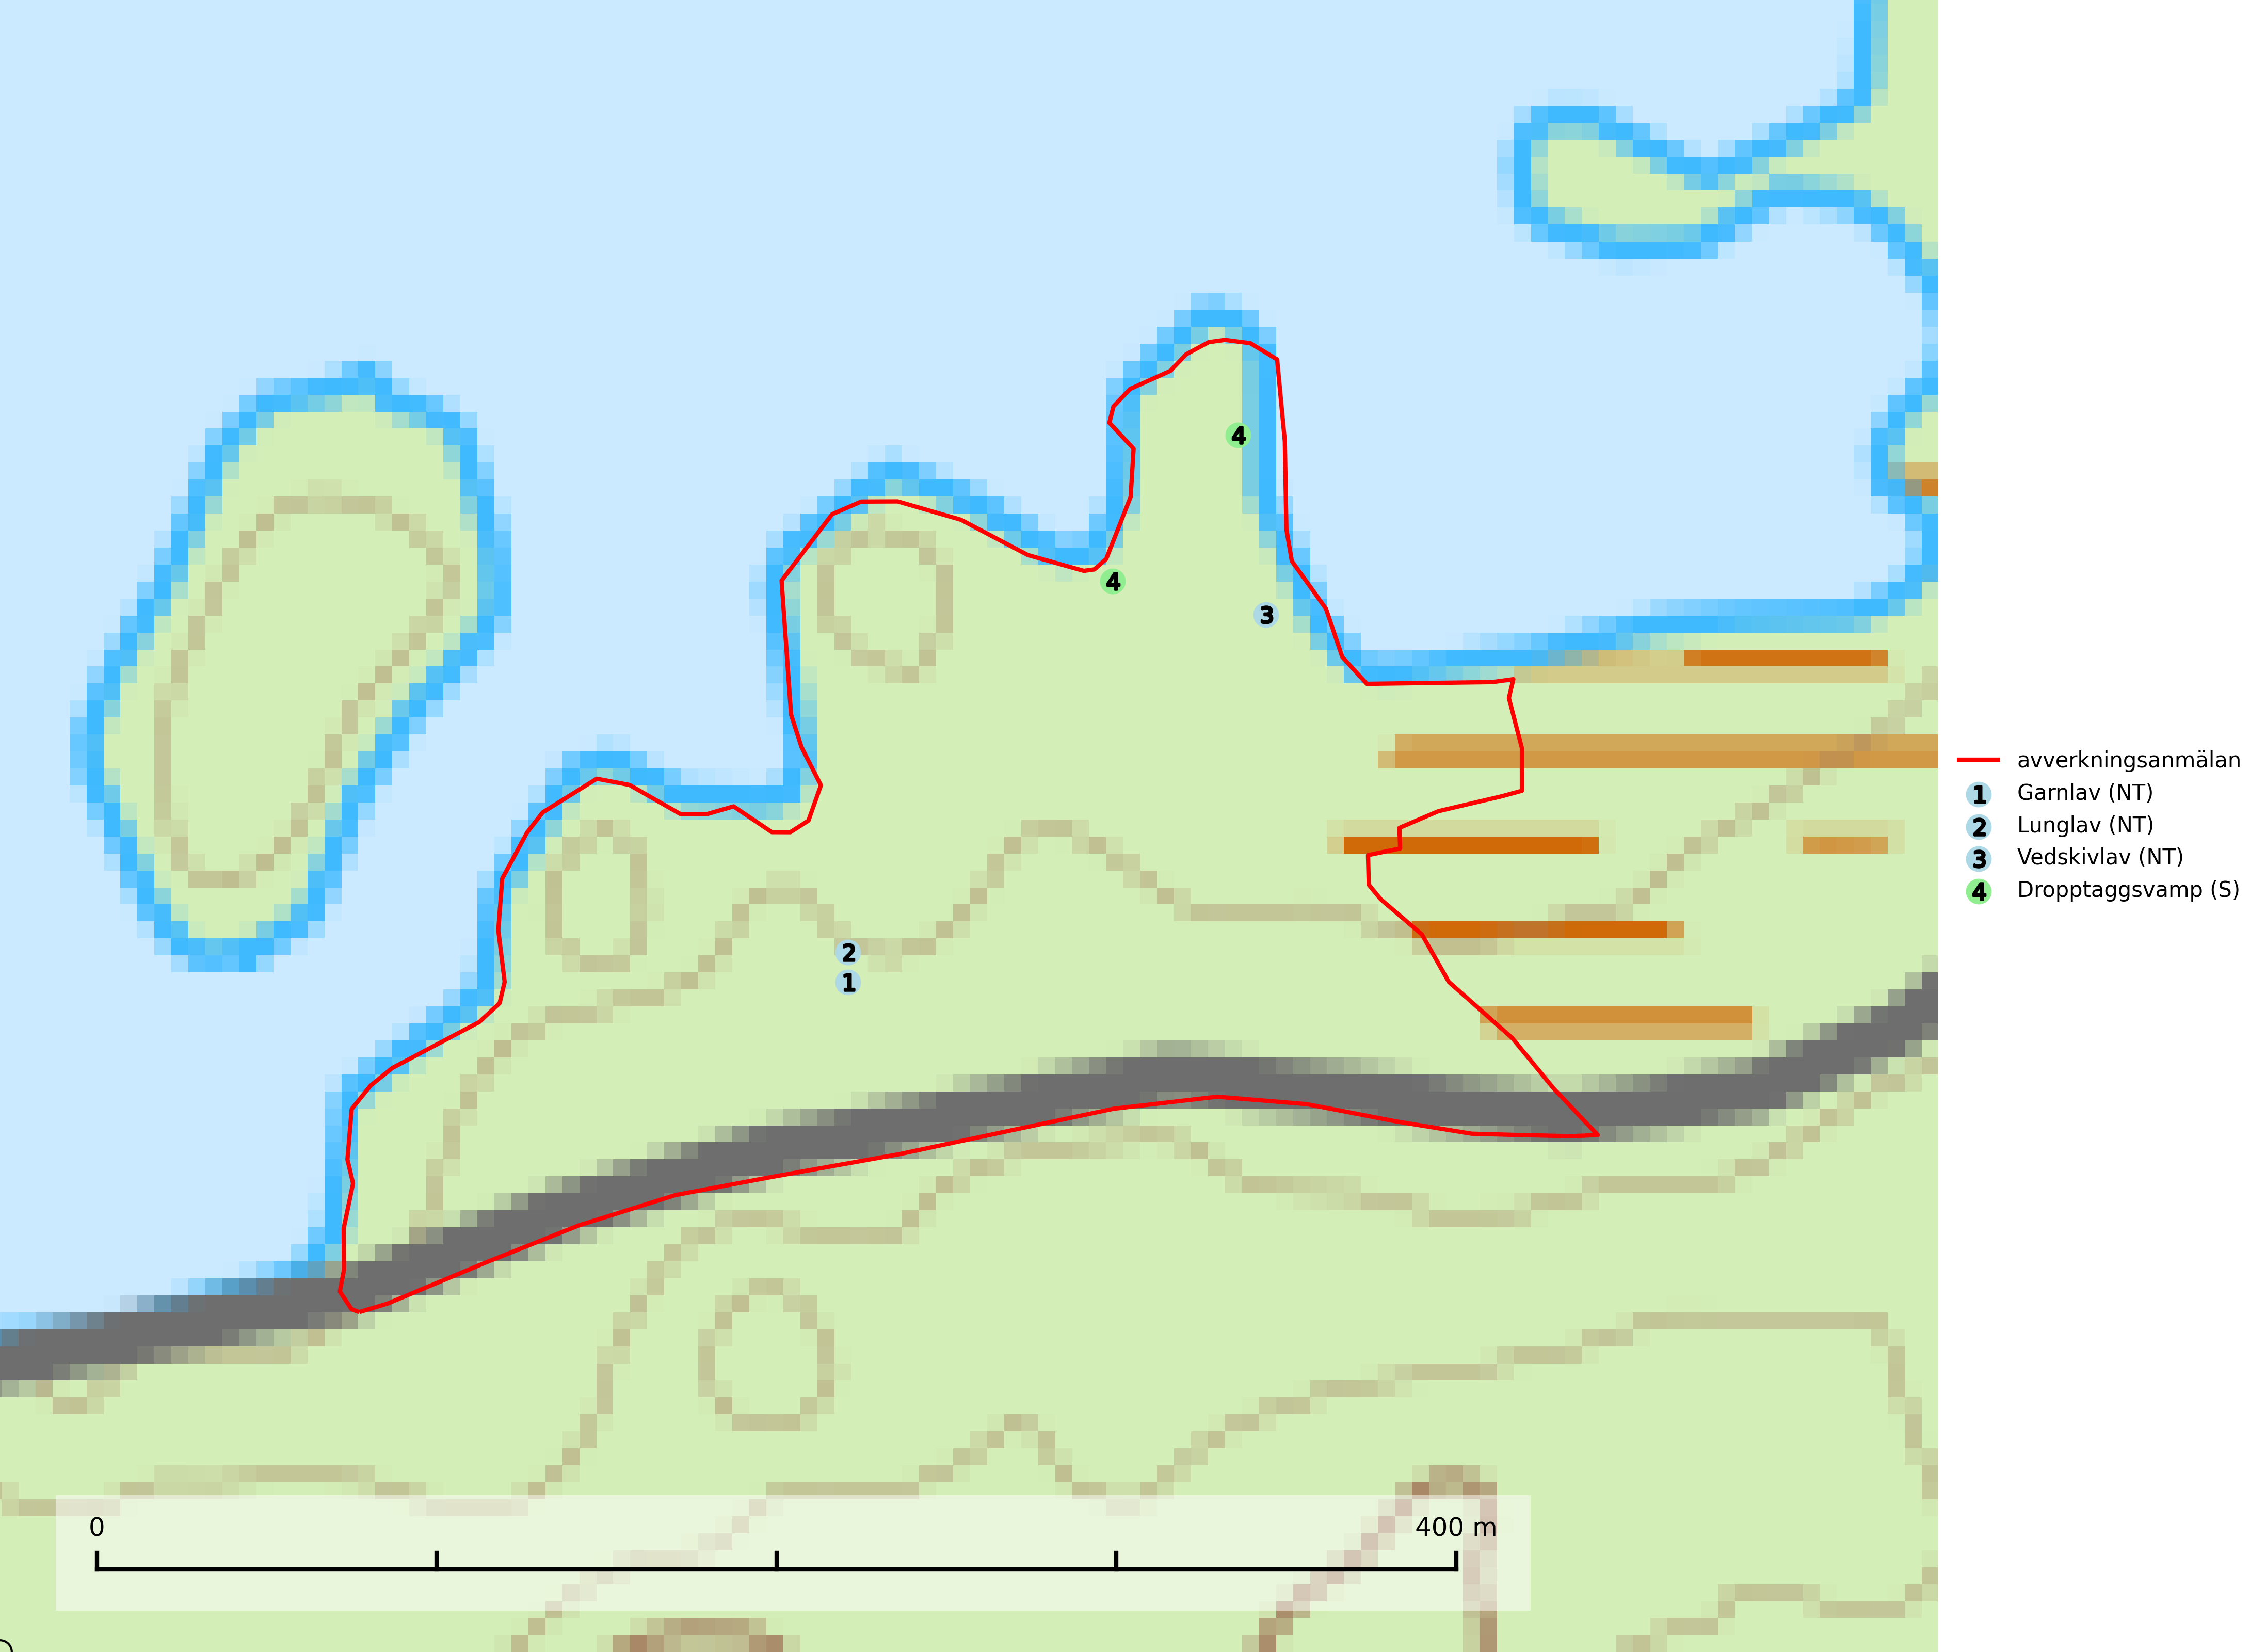 4
4
3
2
1
0
400 m
avverkningsanmälan
1 Garnlav (NT)
2 Lunglav (NT)
3 Vedskivlav (NT)
4 Dropptaggsvamp (S)